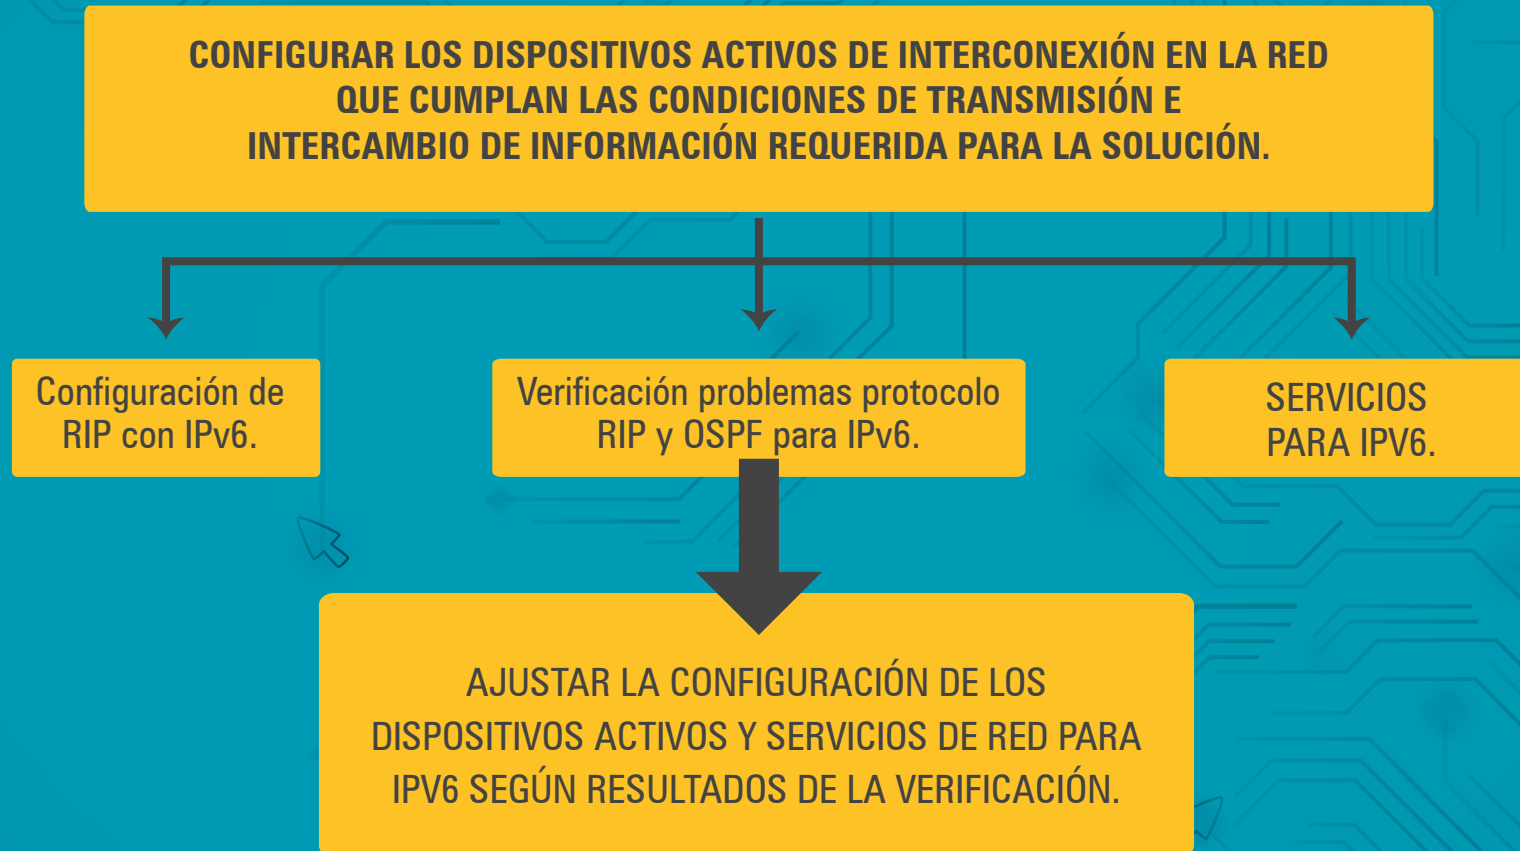 CONFIGURAR LOS DISPOSITIVOS ACTIVOS DE INTERCONEXIÓN EN LA RED
QUE CUMPLAN LAS CONDICIONES DE TRANSMISIÓN E
INTERCAMBIO DE INFORMACIÓN REQUERIDA PARA LA SOLUCIÓN.
Configuración de
RIP con IPv6.
Verificación problemas protocolo
RIP y OSPF para IPv6.
SERVICIOS
PARA IPV6.
AJUSTAR LA CONFIGURACIÓN DE LOS
DISPOSITIVOS ACTIVOS Y SERVICIOS DE RED PARA
IPV6 SEGÚN RESULTADOS DE LA VERIFICACIÓN.